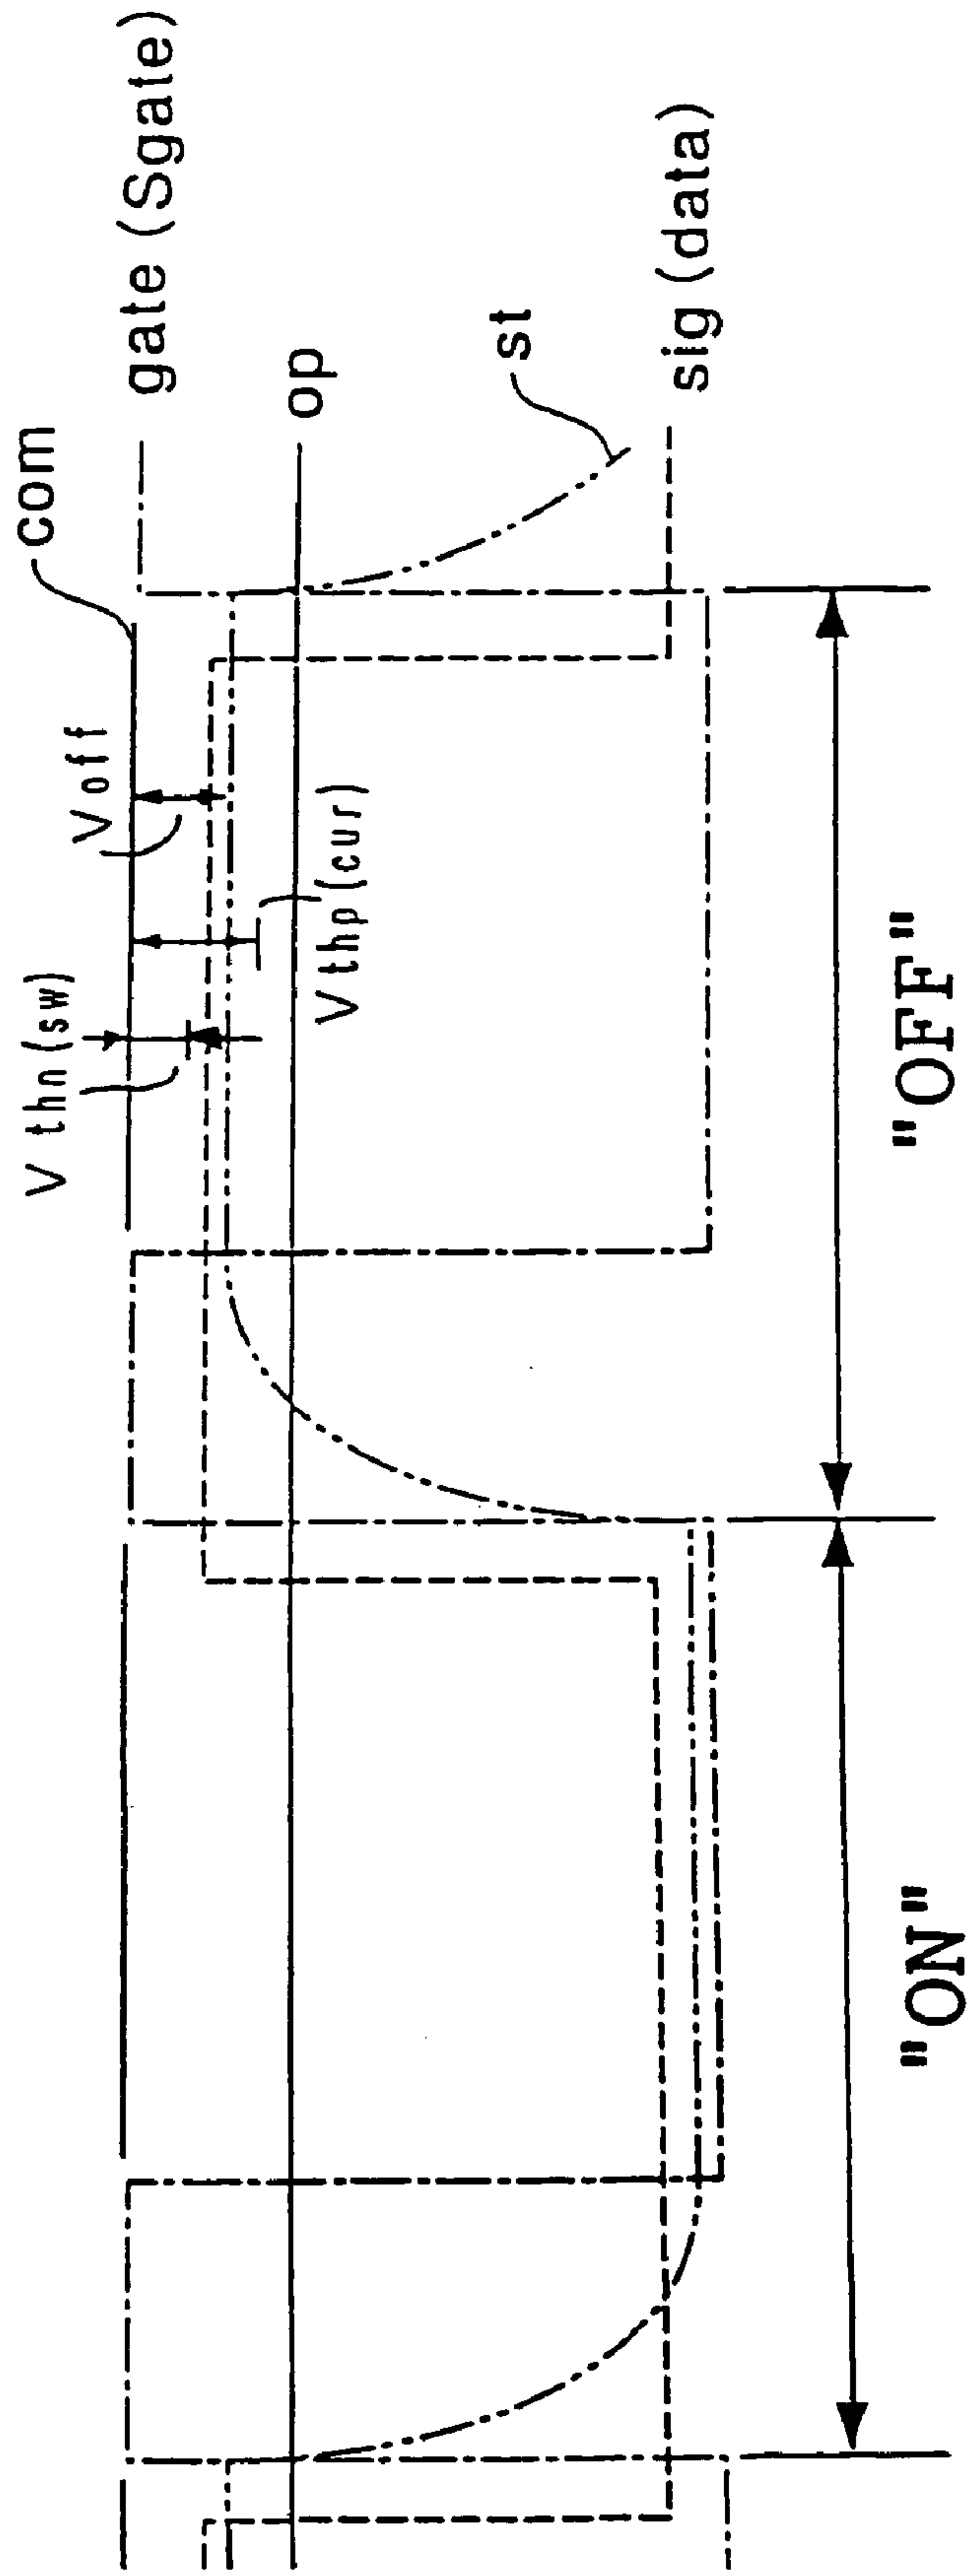 com
gate (Sgate)
Vthn(sw)
Voff
Vthp(cur)
op
st
sig (data)
"ON"
"OFF"